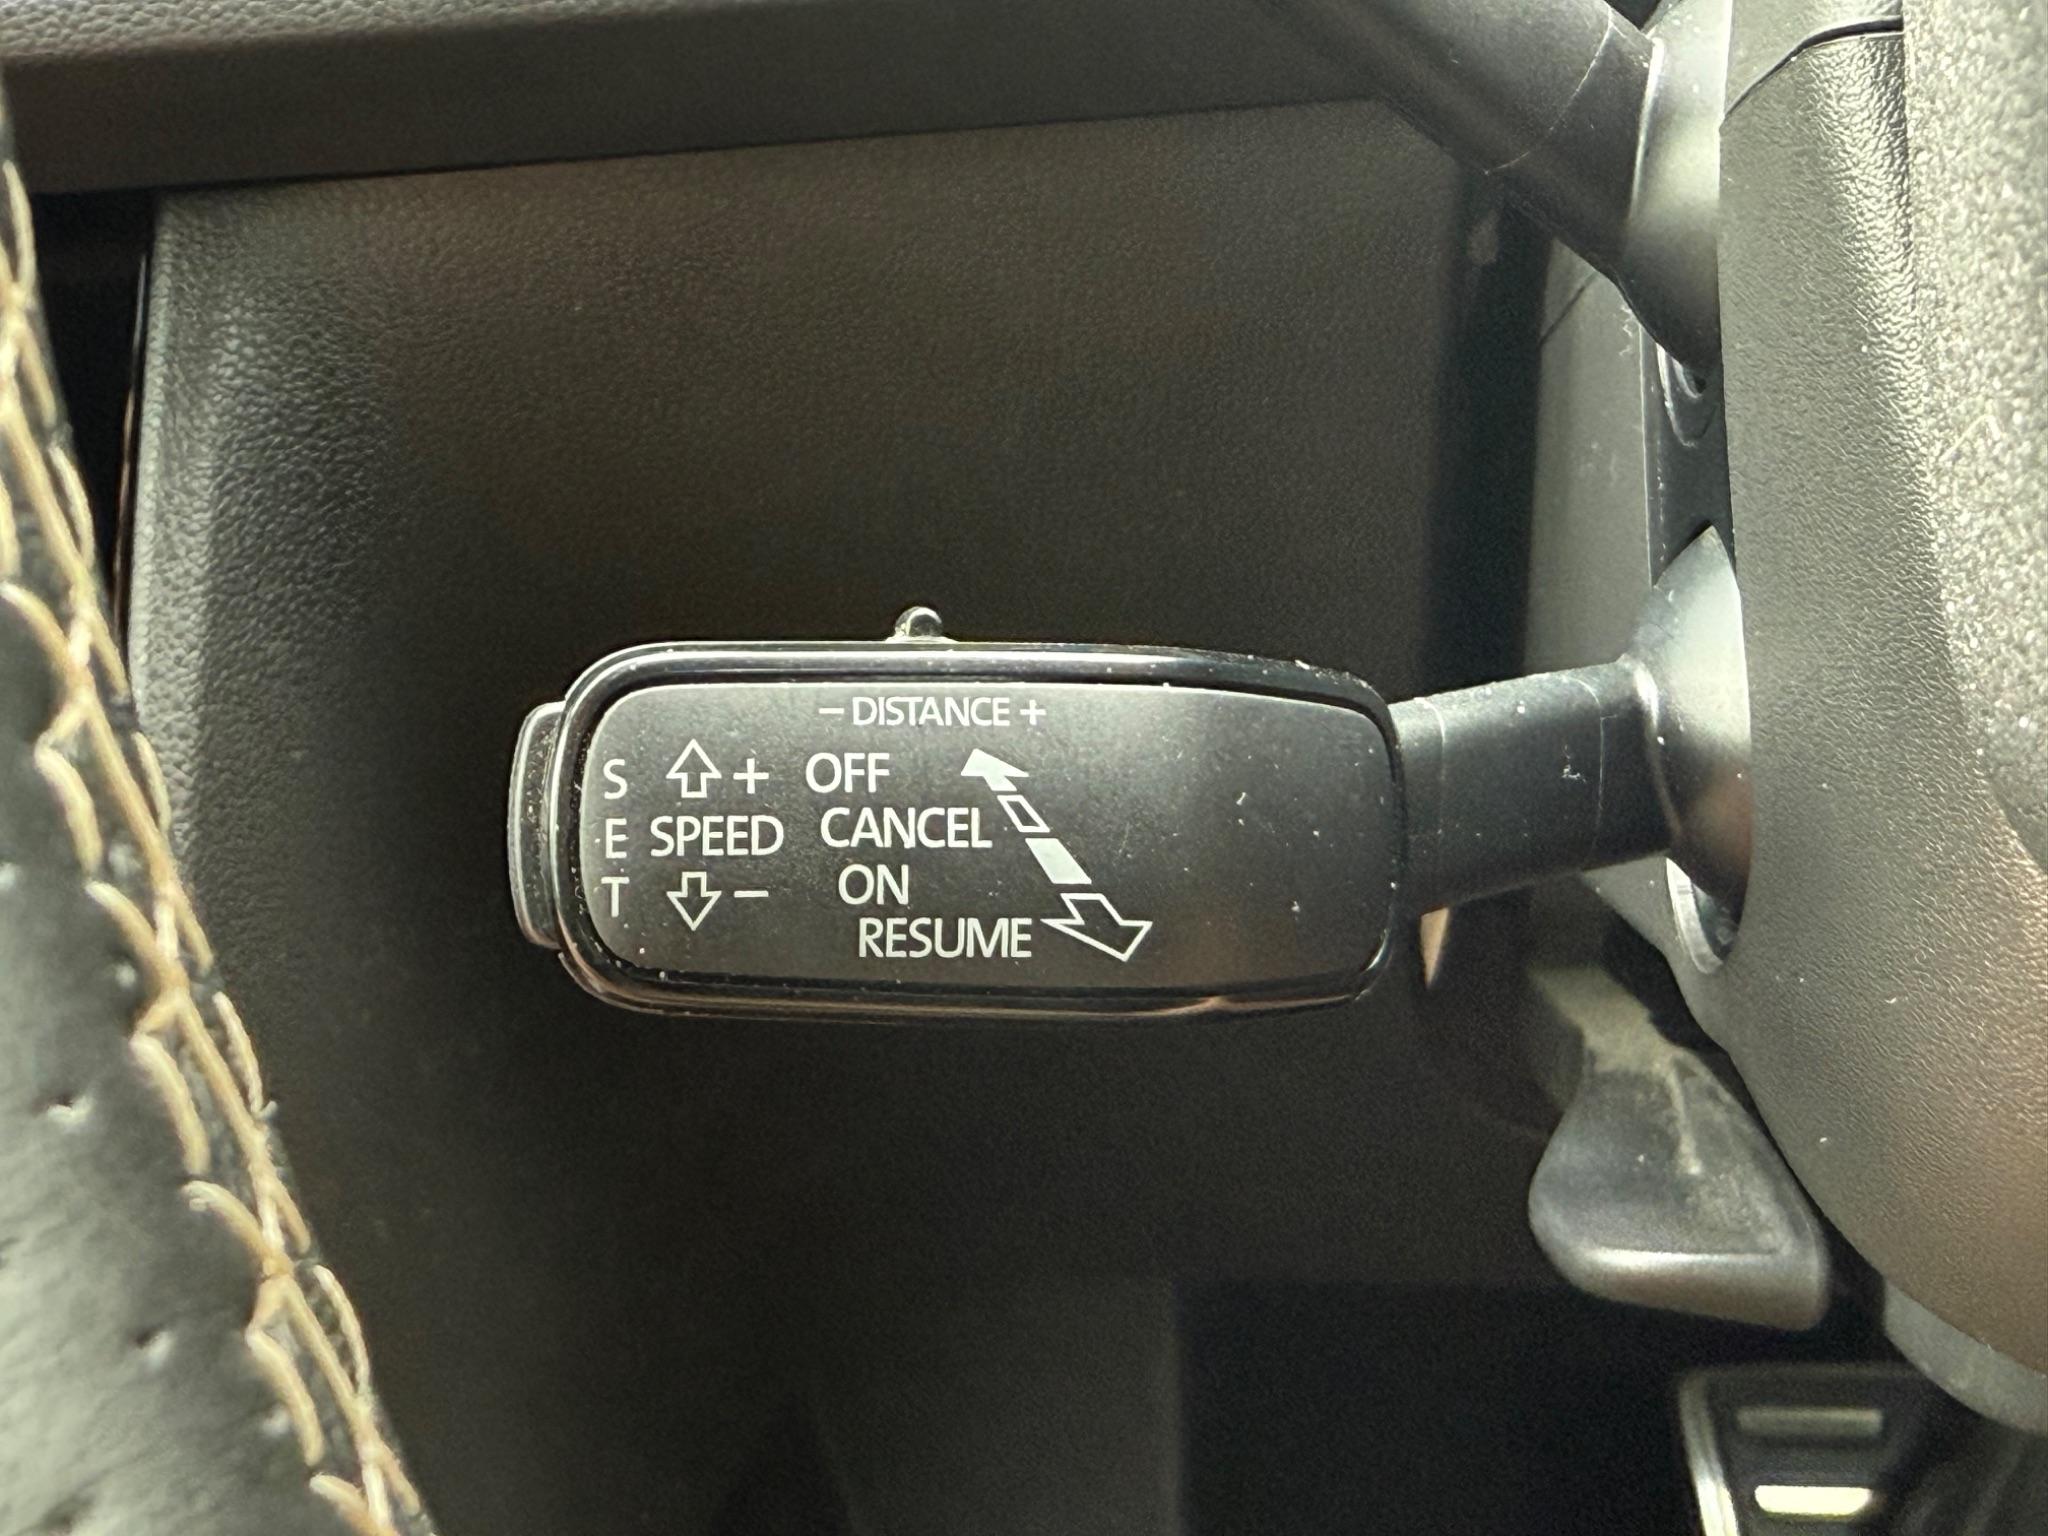 – DISTANCE +
S
E
T
+
SPEED
–
OFF
CANCEL
ON
RESUME